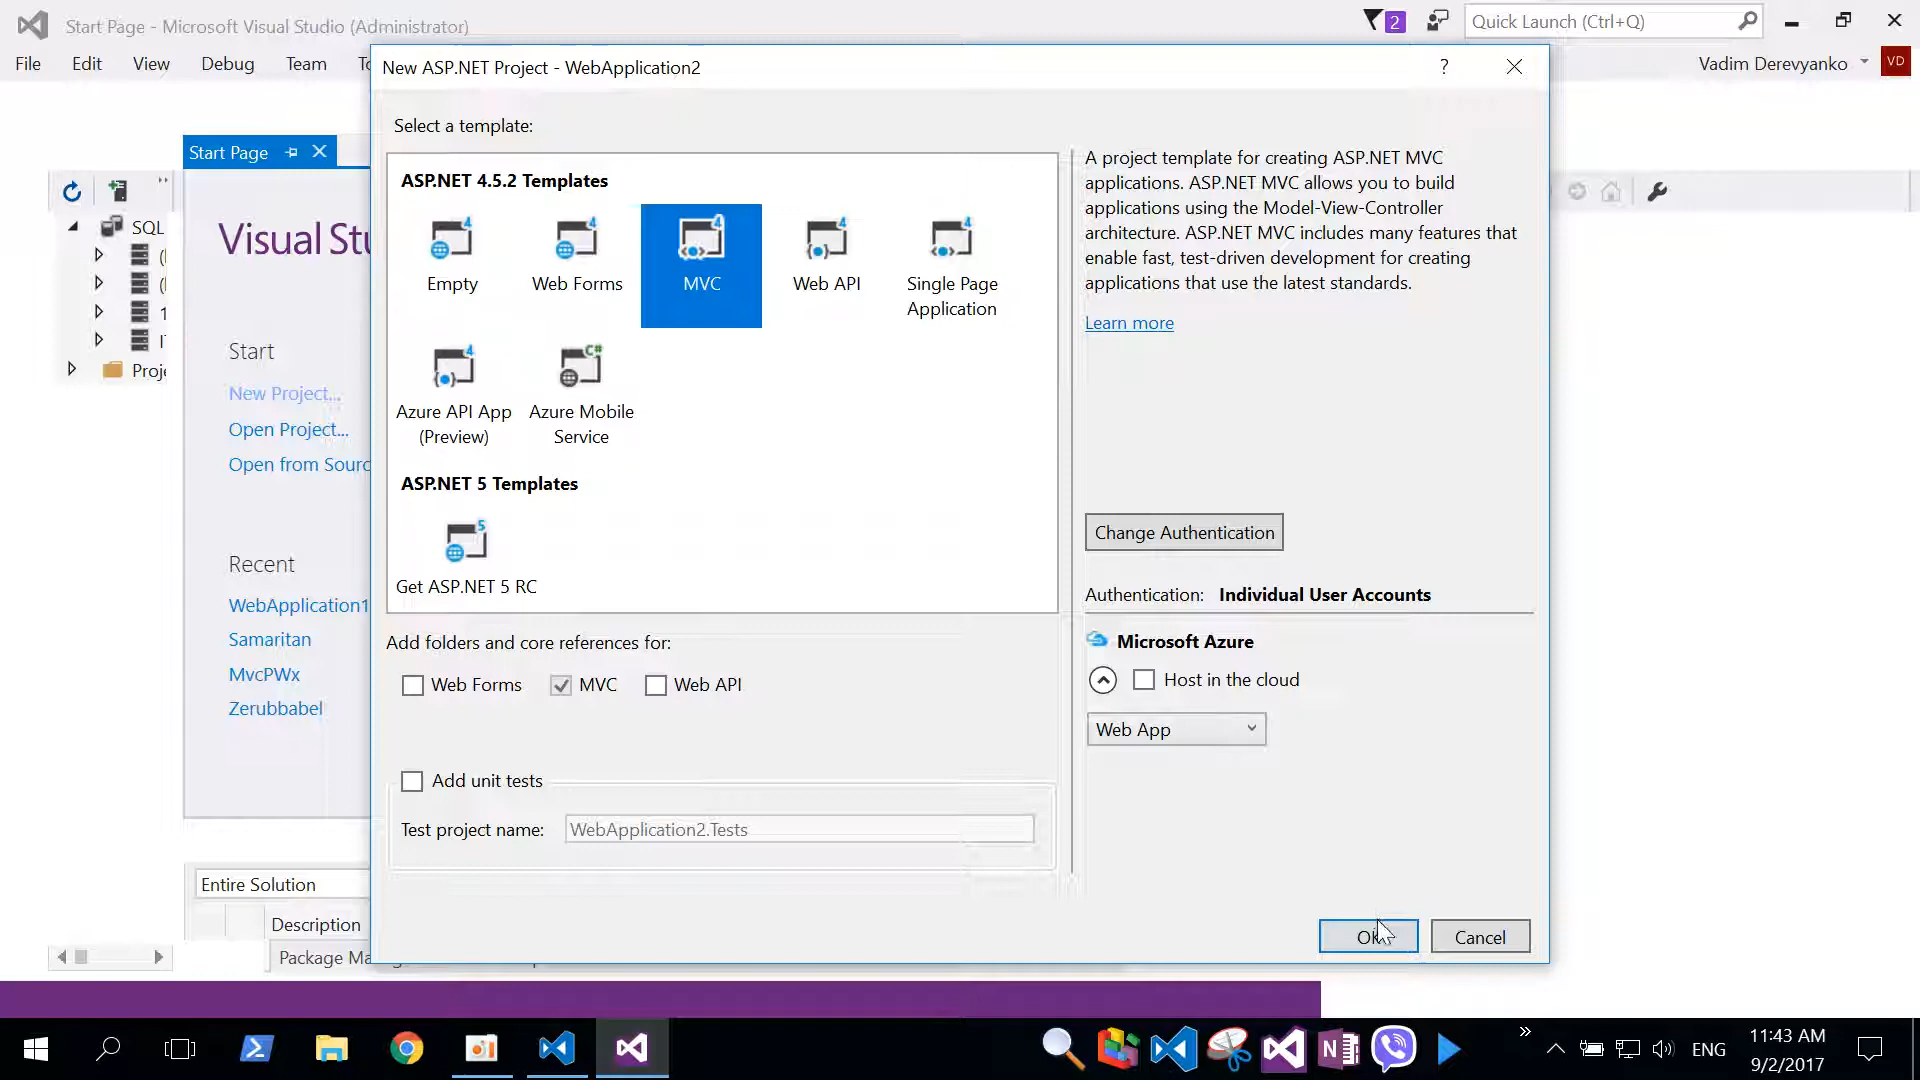 Start Page - Microsoft Visual Studio (Administrator)
2
Quick Launch (Ctrl+Q)
File Edit View Debug Team
Vadim Derevyanko VD
New ASP.NET Project - WebApplication2
?
Select a template:
Start Page
ASP.NET 4.5.2 Templates
Empty
Web Forms
MVC
Web API
Single Page
Application
Azure API App
(Preview)
Azure Mobile
Service
ASP.NET 5 Templates
Get ASP.NET 5 RC
A project template for creating ASP.NET MVC
applications. ASP.NET MVC allows you to build
applications using the Model-View-Controller
architecture. ASP.NET MVC includes many features that
enable fast, test-driven development for creating
applications that use the latest standards.
Learn more
SQL
Proje
Visual Stu
Start
New Project...
Open Project...
Open from Sourc
Recent
WebApplication1
Samaritan
MvcPWx
Zerubbabel
Change Authentication
Authentication: Individual User Accounts
Microsoft Azure
Host in the cloud
Web App
Add folders and core references for:
Web Forms MVC Web API
Add unit tests
Test project name: WebApplication2.Tests
Entire Solution
Description
Package Ma
OK Cancel
ENG
11:43 AM
9/2/2017